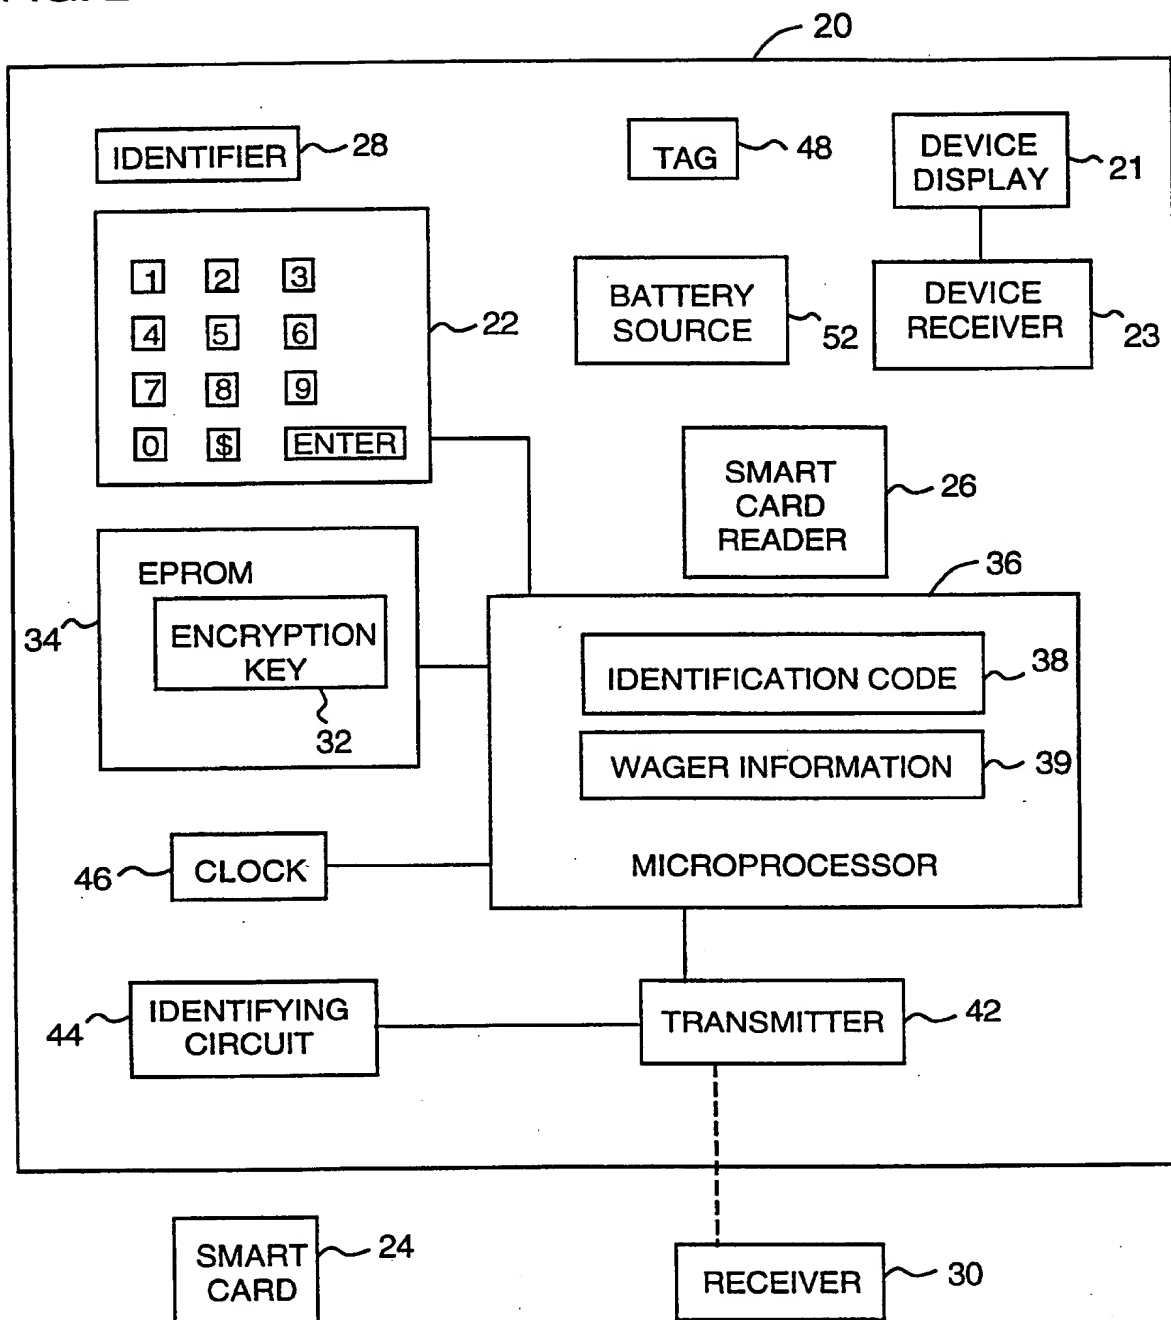 20
IDENTIFIER 28
TAG 48
DEVICE
DISPLAY 21
1 2 3
4 5 6
7 8 9
0 $ ENTER
22
BATTERY
SOURCE 52
DEVICE
RECEIVER 23
SMART
CARD
READER
26
EPROM
ENCRYPTION
KEY
34
32
36
IDENTIFICATION CODE 38
WAGER INFORMATION 39
MICROPROCESSOR
46 CLOCK
44 IDENTIFYING
CIRCUIT
TRANSMITTER 42
SMART
CARD
24
RECEIVER 30